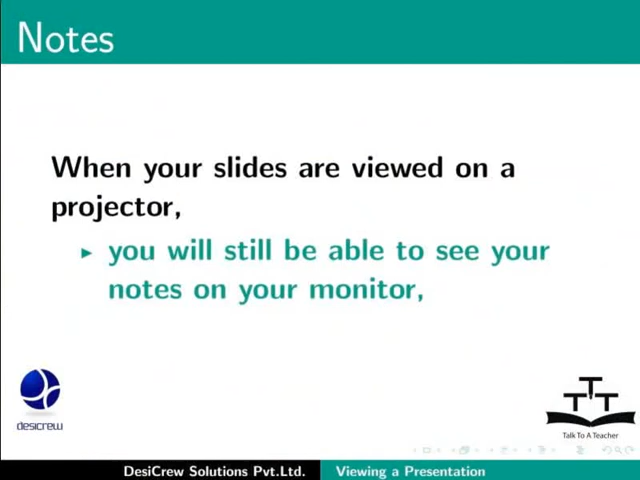 Notes
When your slides are viewed on a
projector,
you will still be able to see your
notes on your monitor,
desicrew
TTT
Talk To A Teacher
DesiCrew Solutions Pvt.Ltd. Viewing a Presentation